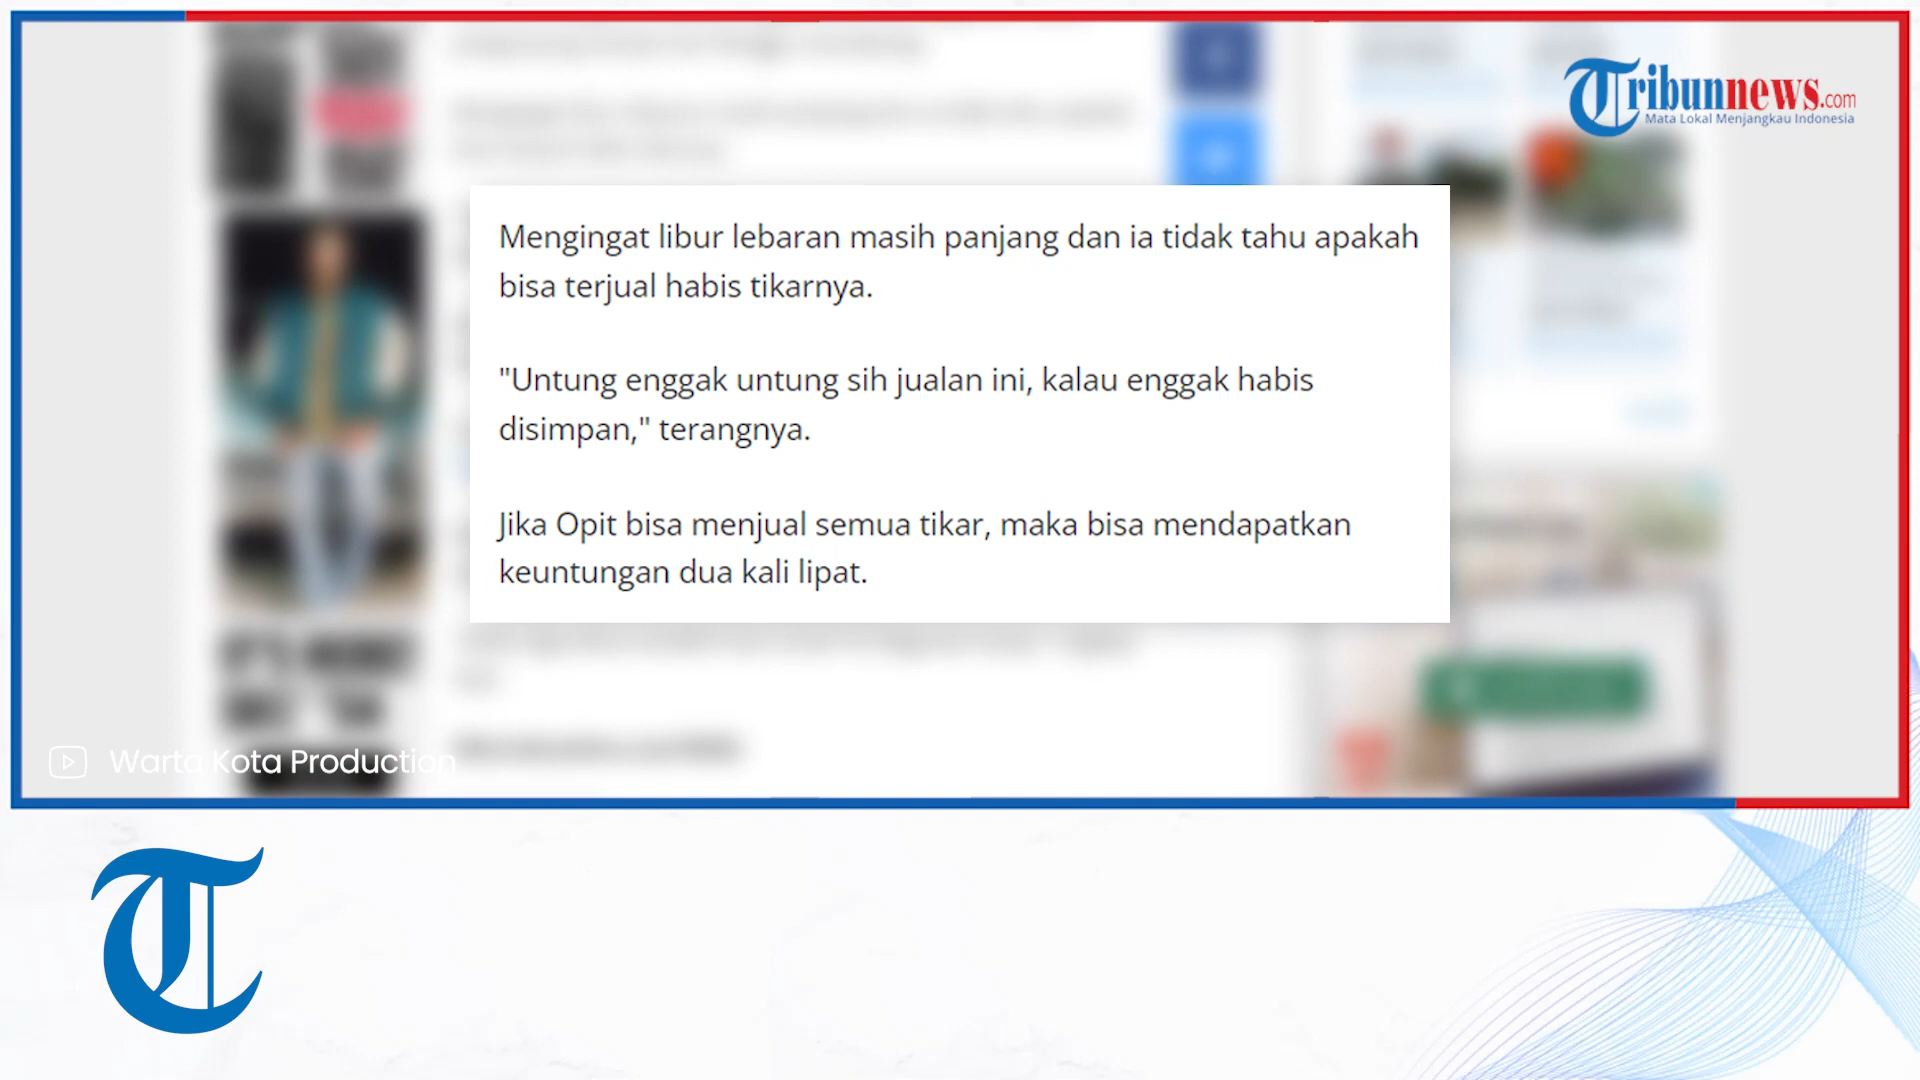 Tribunnews.com
Mata Lokal Menjangkau Indonesia
Mengingat libur lebaran masih panjang dan ia tidak tahu apakah
bisa terjual habis tikarnya.
"Untung enggak untung sih jualan ini, kalau enggak habis
disimpan," terangnya.
Jika Opit bisa menjual semua tikar, maka bisa mendapatkan
keuntungan dua kali lipat.
Warta Kota Production
T